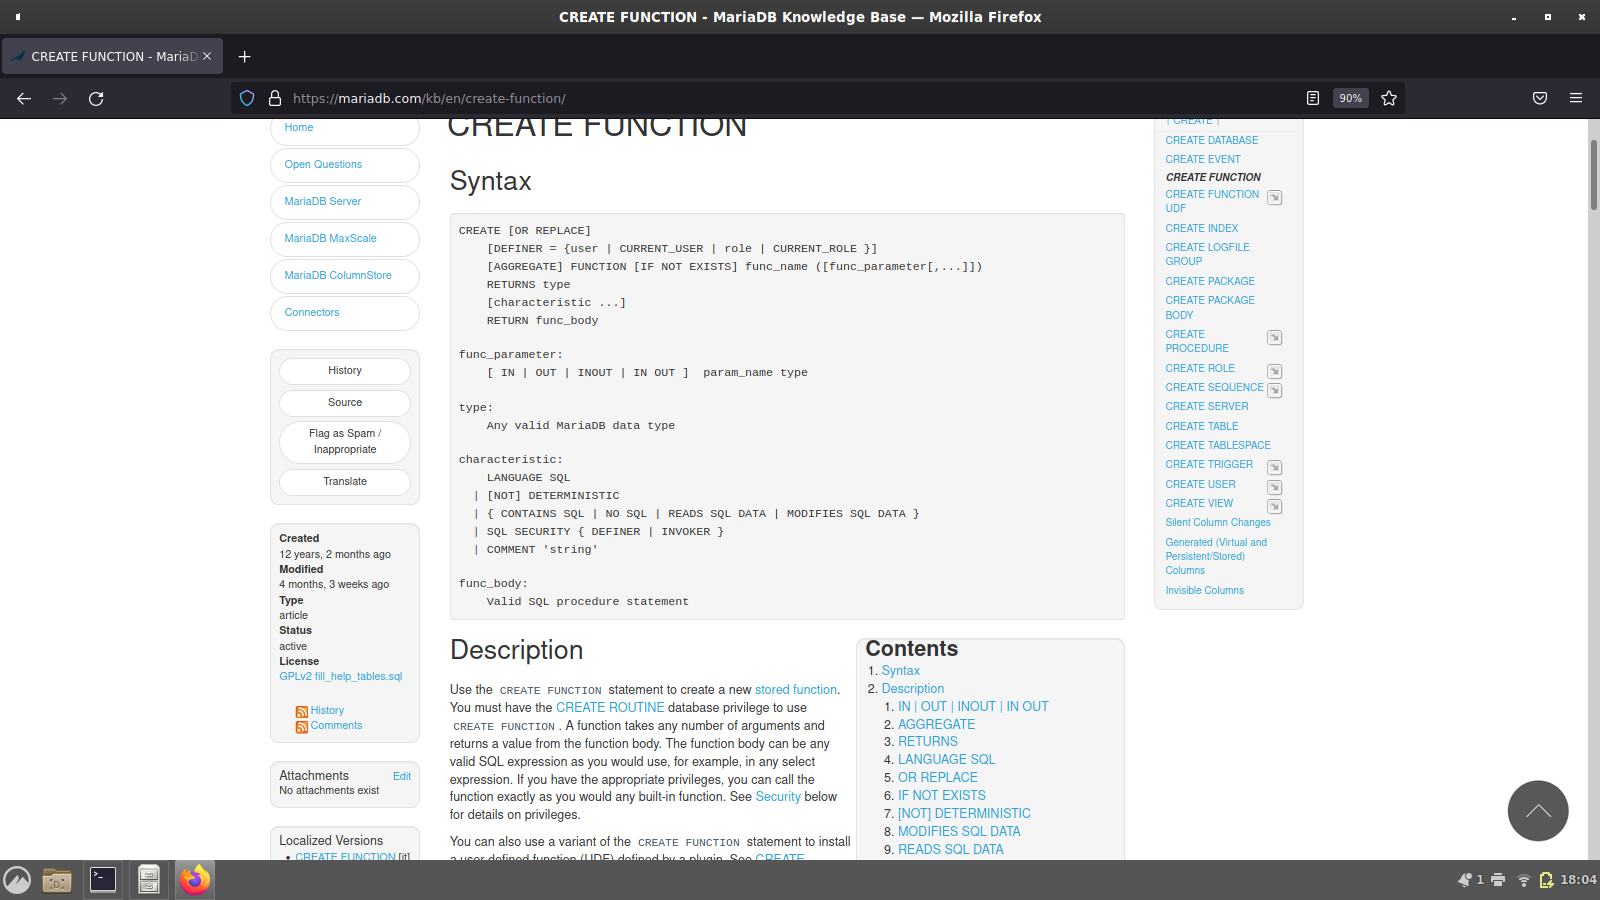 CREATE FUNCTION - MariaDB Knowledge Base — Mozilla Firefox
CREATE FUNCTION - MariaD
https://mariadb.com/kb/en/create-function/
90%
Home
Open Questions
MariaDB Server
MariaDB MaxScale
MariaDB ColumnStore
Connectors
History
Source
Flag as Spam /
Inappropriate
Translate
Created
12 years, 2 months ago
Modified
4 months, 3 weeks ago
Type
article
Status
active
License
GPLv2 fill_help_tables.sql
History
Comments
Attachments Edit
No attachments exist
Localized Versions
• CREATE FUNCTION [it]
CREATE FUNCTION
Syntax
CREATE [OR REPLACE]
    [DEFINER = {user | CURRENT_USER | role | CURRENT_ROLE }]
    [AGGREGATE] FUNCTION [IF NOT EXISTS] func_name ([func_parameter[,...]])
    RETURNS type
    [characteristic ...]
    RETURN func_body
func_parameter:
    [ IN | OUT | INOUT | IN OUT ]  param_name type
type:
    Any valid MariaDB data type
characteristic:
    LANGUAGE SQL
  | [NOT] DETERMINISTIC
  | { CONTAINS SQL | NO SQL | READS SQL DATA | MODIFIES SQL DATA }
  | SQL SECURITY { DEFINER | INVOKER }
  | COMMENT 'string'
func_body:
    Valid SQL procedure statement
Description
Use the CREATE FUNCTION statement to create a new stored function.
You must have the CREATE ROUTINE database privilege to use
CREATE FUNCTION . A function takes any number of arguments and
returns a value from the function body. The function body can be any
valid SQL expression as you would use, for example, in any select
expression. If you have the appropriate privileges, you can call the
function exactly as you would any built-in function. See Security below
for details on privileges.
You can also use a variant of the CREATE FUNCTION statement to install
a user-defined function (UDF) defined by a plugin. See CREATE
Contents
1. Syntax
2. Description
1. IN | OUT | INOUT | IN OUT
2. AGGREGATE
3. RETURNS
4. LANGUAGE SQL
5. OR REPLACE
6. IF NOT EXISTS
7. [NOT] DETERMINISTIC
8. MODIFIES SQL DATA
9. READS SQL DATA
| CREATE |
CREATE DATABASE
CREATE EVENT
CREATE FUNCTION
CREATE FUNCTION
UDF
CREATE INDEX
CREATE LOGFILE
GROUP
CREATE PACKAGE
CREATE PACKAGE
BODY
CREATE
PROCEDURE
CREATE ROLE
CREATE SEQUENCE
CREATE SERVER
CREATE TABLE
CREATE TABLESPACE
CREATE TRIGGER
CREATE USER
CREATE VIEW
Silent Column Changes
Generated (Virtual and
Persistent/Stored)
Columns
Invisible Columns
1
18:04